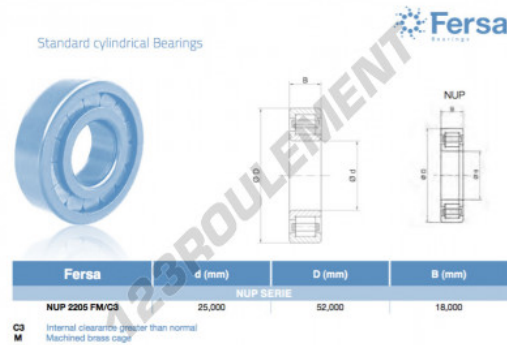 Fersa
Bearings
Standard cylindrical Bearings
B
Ø D
Ø d
NUP
B
Ø D
Ø d
123ROULEMENT
Fersa d (mm) D (mm) B (mm)
NUP SERIE
NUP 2205 FM/C3 25,000 52,000 18,000
C3 Internal clearance greater than normal
M Machined brass cage